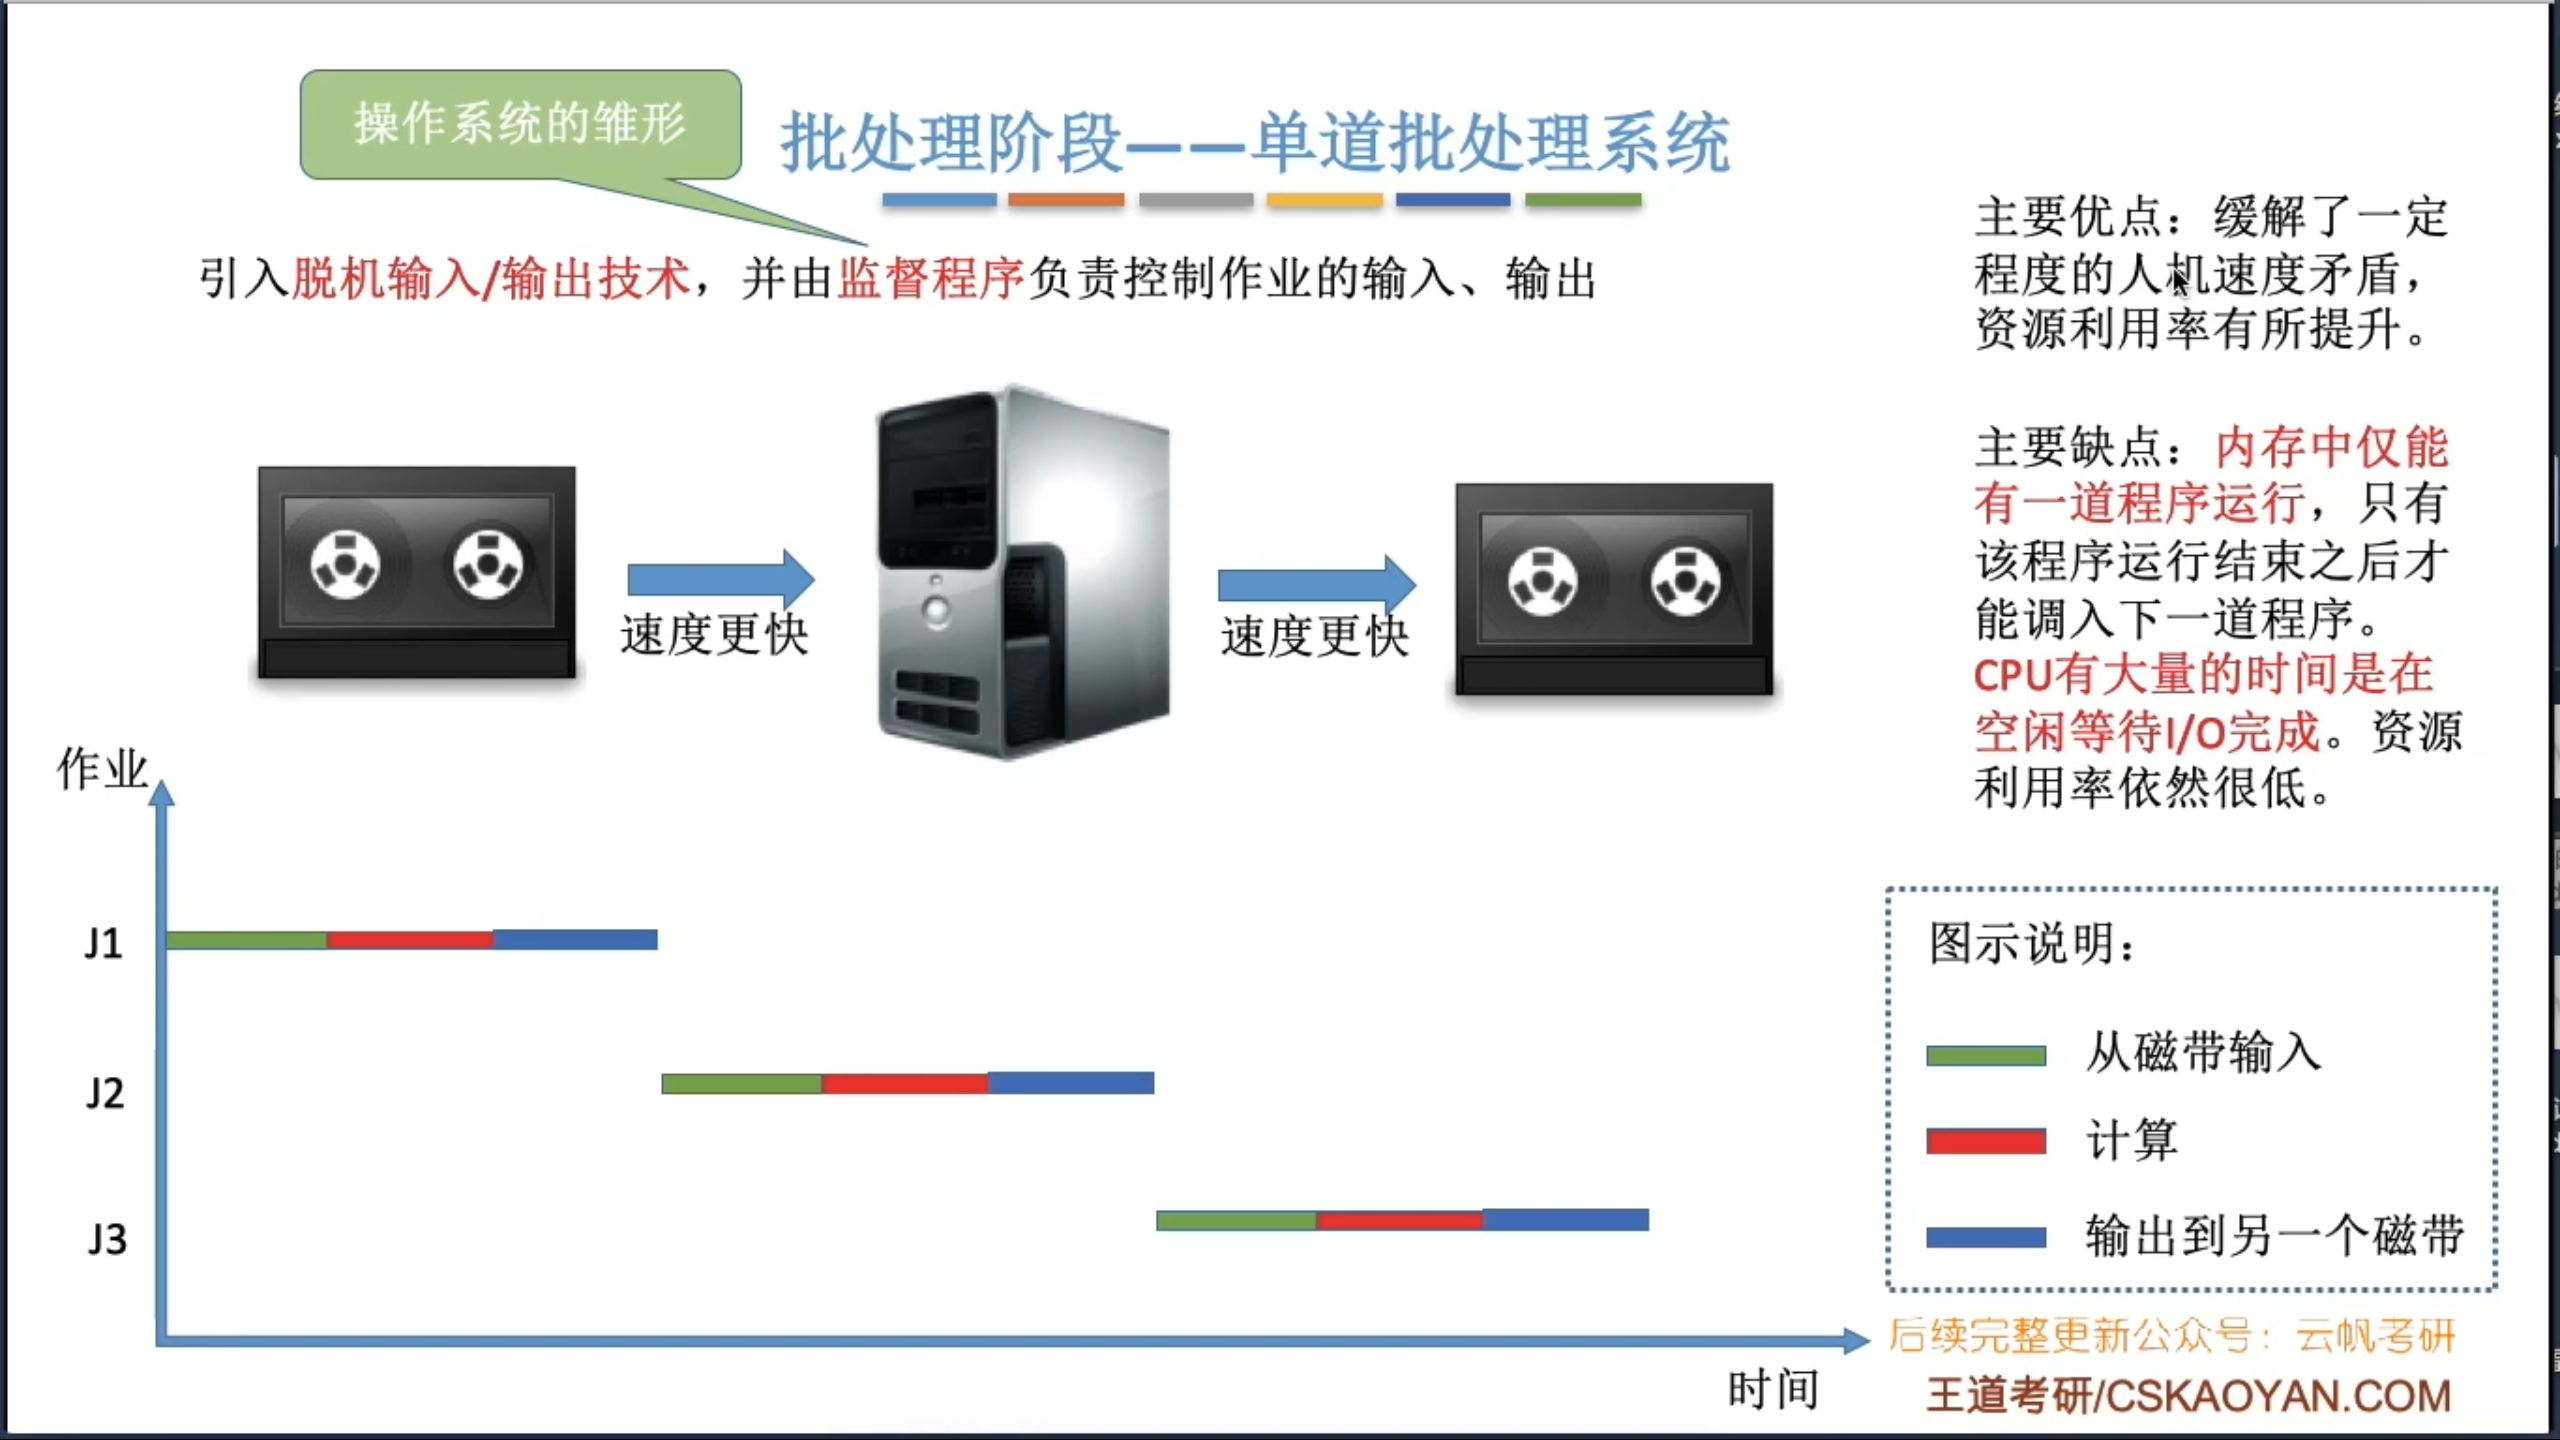 操作系统的雏形
批处理阶段——单道批处理系统
引入脱机输入/输出技术，并由监督程序负责控制作业的输入、输出
主要优点：缓解了一定
程度的人机速度矛盾，
资源利用率有所提升。
主要缺点：内存中仅能
有一道程序运行，只有
该程序运行结束之后才
能调入下一道程序。
CPU有大量的时间是在
空闲等待I/O完成。资源
利用率依然很低。
速度更快
速度更快
作业
J1
J2
J3
时间
图示说明：
从磁带输入
计算
输出到另一个磁带
后续完整更新公众号：云帆考研
王道考研/CSKAOYAN.COM